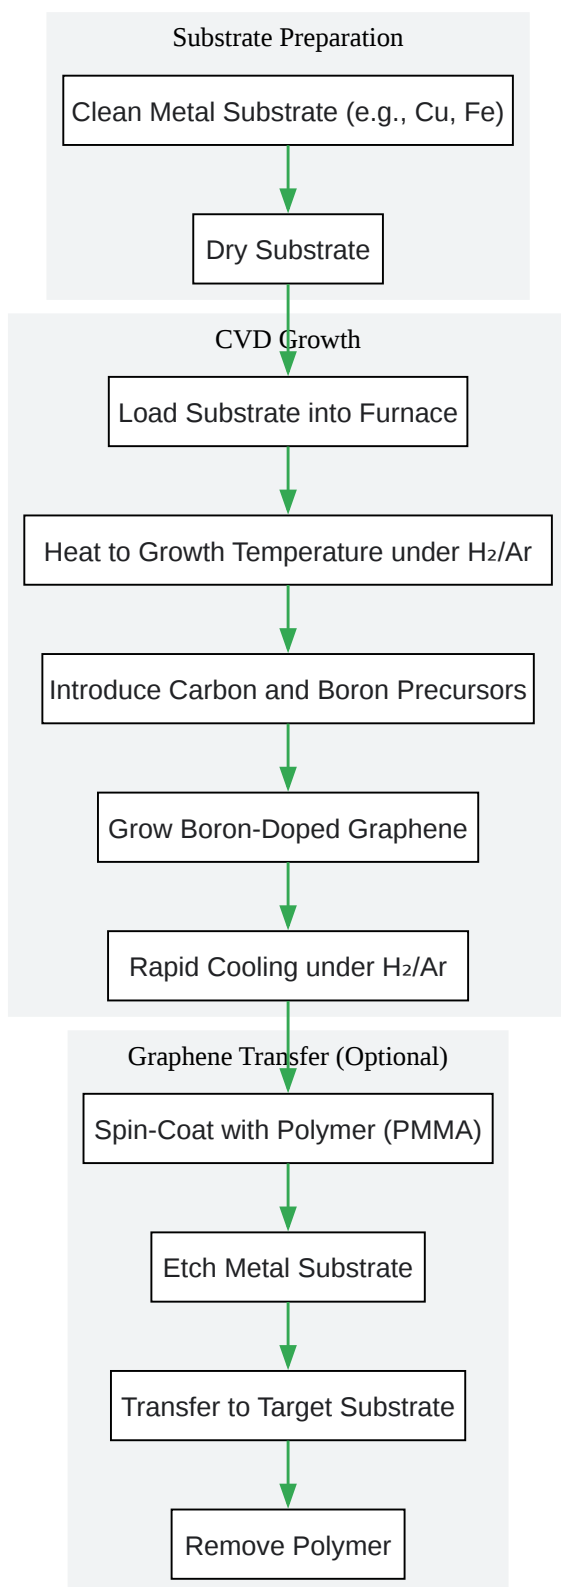 Substrate Preparation
Clean Metal Substrate (e.g., Cu, Fe)
Dry Substrate
CVD Growth
Load Substrate into Furnace
Heat to Growth Temperature under H₂/Ar
Introduce Carbon and Boron Precursors
Grow Boron-Doped Graphene
Rapid Cooling under H₂/Ar
Graphene Transfer (Optional)
Spin-Coat with Polymer (PMMA)
Etch Metal Substrate
Transfer to Target Substrate
Remove Polymer